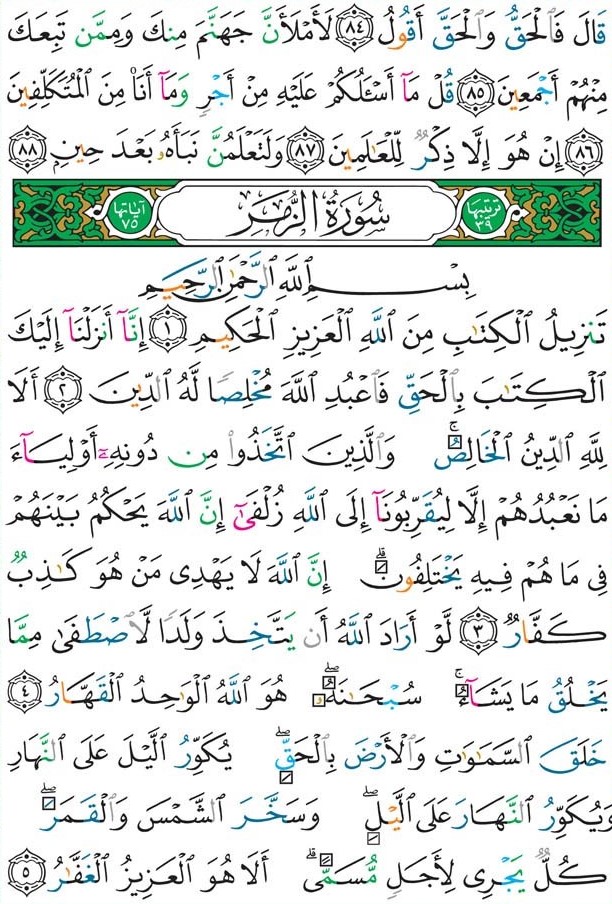 قَالَ فَٱلْحَقُّ وَٱلْحَقَّ أَقُولُ ٨٤ لَأَمْلَأَنَّ جَهَنَّمَ مِنكَ وَمِمَّن تَبِعَكَ
مِنْهُمْ أَجْمَعِينَ ٨٥ قُلْ مَآ أَسْـَٔلُكُمْ عَلَيْهِ مِنْ أَجْرٍ وَمَآ أَنَا۠ مِنَ ٱلْمُتَكَلِّفِينَ
٨٦ إِنْ هُوَ إِلَّا ذِكْرٌ لِّلْعَـٰلَمِينَ ٨٧ وَلَتَعْلَمُنَّ نَبَأَهُۥ بَعْدَ حِينٍۭ ٨٨
ترتيبها ٣٩ سُورَةُ الزُّمَرِ آياتها ٧٥
بِسْمِ ٱللَّهِ ٱلرَّحْمَـٰنِ ٱلرَّحِيمِ
تَنزِيلُ ٱلْكِتَـٰبِ مِنَ ٱللَّهِ ٱلْعَزِيزِ ٱلْحَكِيمِ ١ إِنَّآ أَنزَلْنَآ إِلَيْكَ
ٱلْكِتَـٰبَ بِٱلْحَقِّ فَٱعْبُدِ ٱللَّهَ مُخْلِصًا لَّهُ ٱلدِّينَ ٢ أَلَا
لِلَّهِ ٱلدِّينُ ٱلْخَالِصُ ۚ وَٱلَّذِينَ ٱتَّخَذُوا۟ مِن دُونِهِۦٓ أَوْلِيَآءَ
مَا نَعْبُدُهُمْ إِلَّا لِيُقَرِّبُونَآ إِلَى ٱللَّهِ زُلْفَىٰٓ إِنَّ ٱللَّهَ يَحْكُمُ بَيْنَهُمْ
فِى مَا هُمْ فِيهِ يَخْتَلِفُونَ ۗ إِنَّ ٱللَّهَ لَا يَهْدِى مَنْ هُوَ كَـٰذِبٌ
كَفَّارٌ ٣ لَّوْ أَرَادَ ٱللَّهُ أَن يَتَّخِذَ وَلَدًا لَّٱصْطَفَىٰ مِمَّا
يَخْلُقُ مَا يَشَآءُ ۚ سُبْحَـٰنَهُۥ ۖ هُوَ ٱللَّهُ ٱلْوَٰحِدُ ٱلْقَهَّارُ ٤
خَلَقَ ٱلسَّمَـٰوَٰتِ وَٱلْأَرْضَ بِٱلْحَقِّ ۖ يُكَوِّرُ ٱلَّيْلَ عَلَى ٱلنَّهَارِ
وَيُكَوِّرُ ٱلنَّهَارَ عَلَى ٱلَّيْلِ ۖ وَسَخَّرَ ٱلشَّمْسَ وَٱلْقَمَرَ ۖ
كُلٌّ يَجْرِى لِأَجَلٍ مُّسَمًّى ۗ أَلَا هُوَ ٱلْعَزِيزُ ٱلْغَفَّـٰرُ ٥